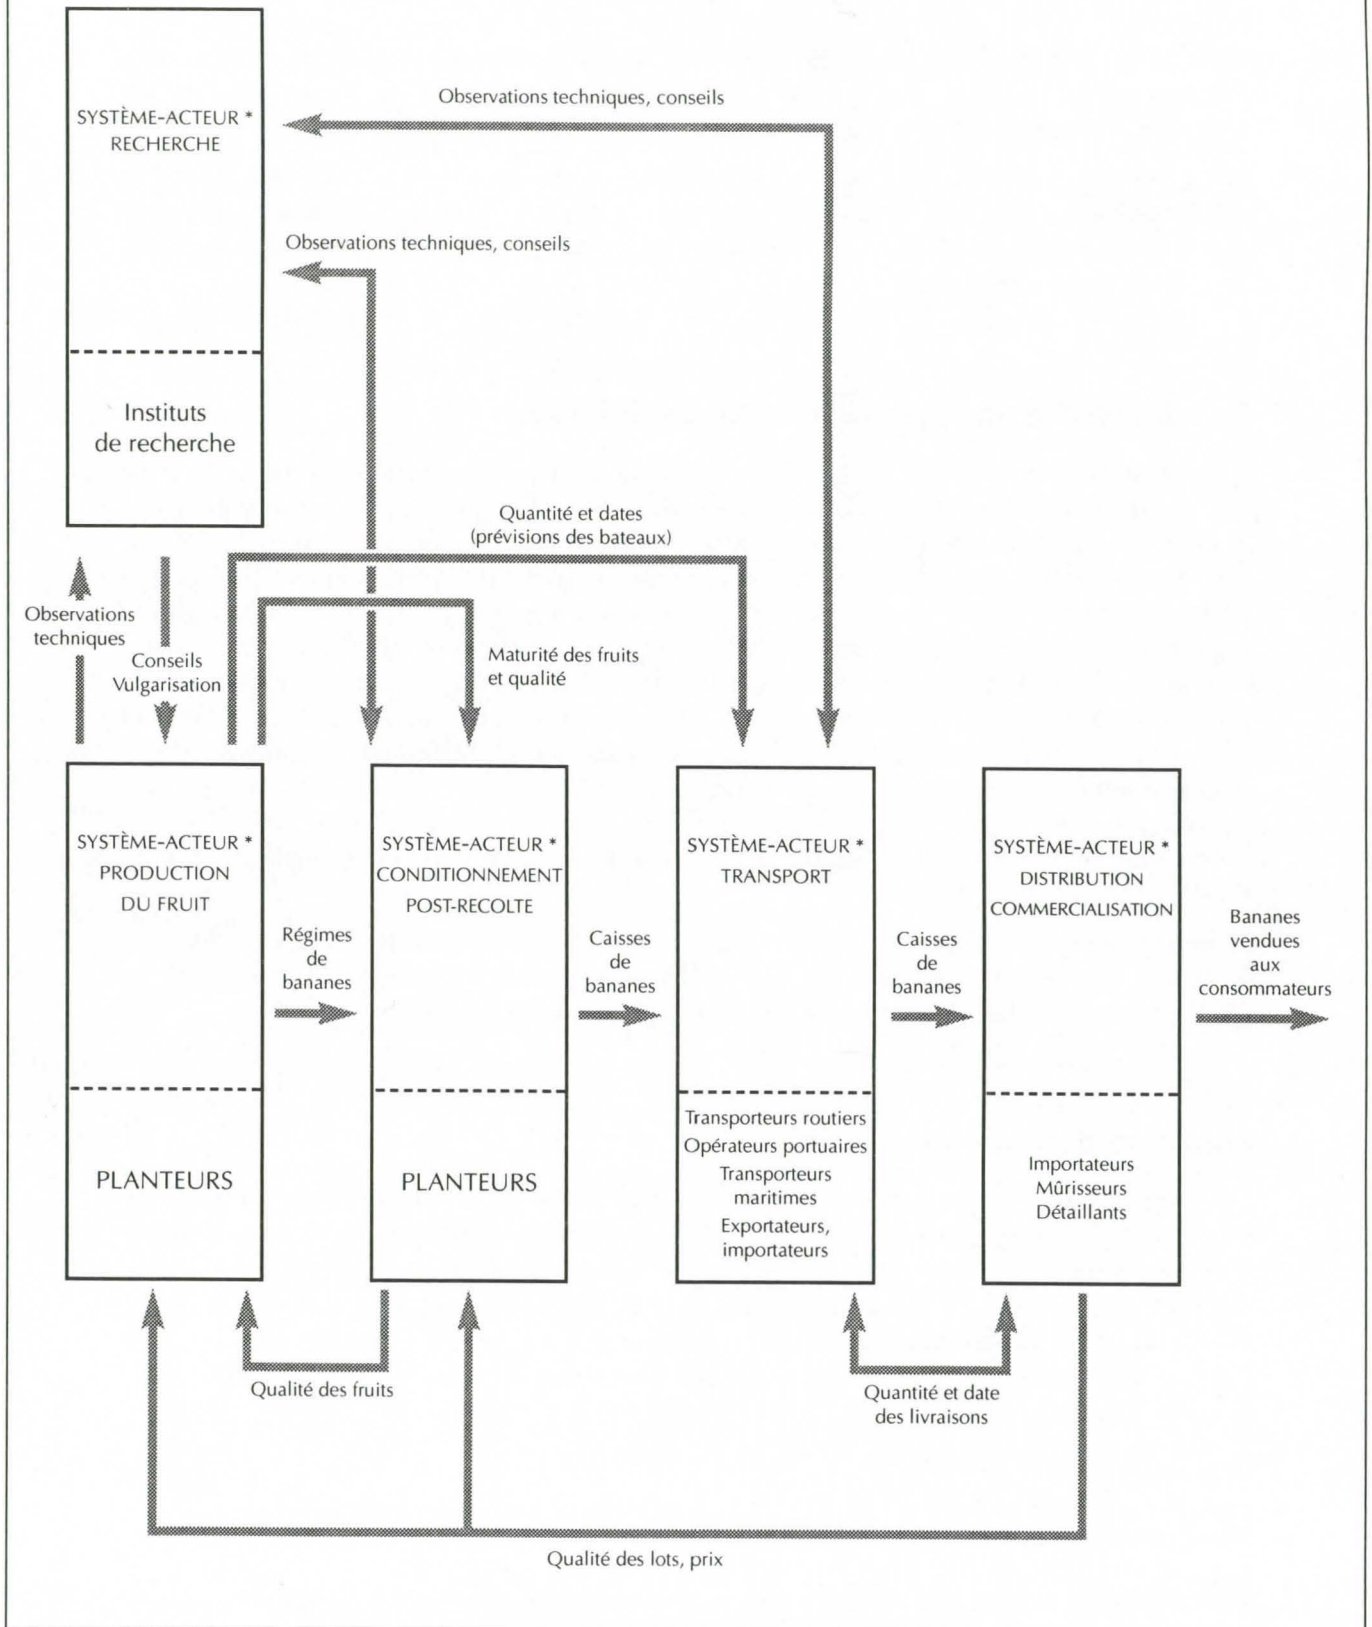 SYSTÈME-ACTEUR *
RECHERCHE
Instituts
de recherche
Observations techniques, conseils
Observations techniques, conseils
Quantité et dates
(prévisions des bateaux)
Observations
techniques
Conseils
Vulgarisation
Maturité des fruits
et qualité
SYSTÈME-ACTEUR *
PRODUCTION
DU FRUIT
PLANTEURS
Régimes
de
bananes
SYSTÈME-ACTEUR *
CONDITIONNEMENT
POST-RECOLTE
PLANTEURS
Caisses
de
bananes
SYSTÈME-ACTEUR *
TRANSPORT
Transporteurs routiers
Opérateurs portuaires
Transporteurs
maritimes
Exportateurs,
importateurs
Caisses
de
bananes
SYSTÈME-ACTEUR *
DISTRIBUTION
COMMERCIALISATION
Importateurs
Mûrisseurs
Détaillants
Bananes
vendues
aux
consommateurs
Qualité des fruits
Quantité et date
des livraisons
Qualité des lots, prix